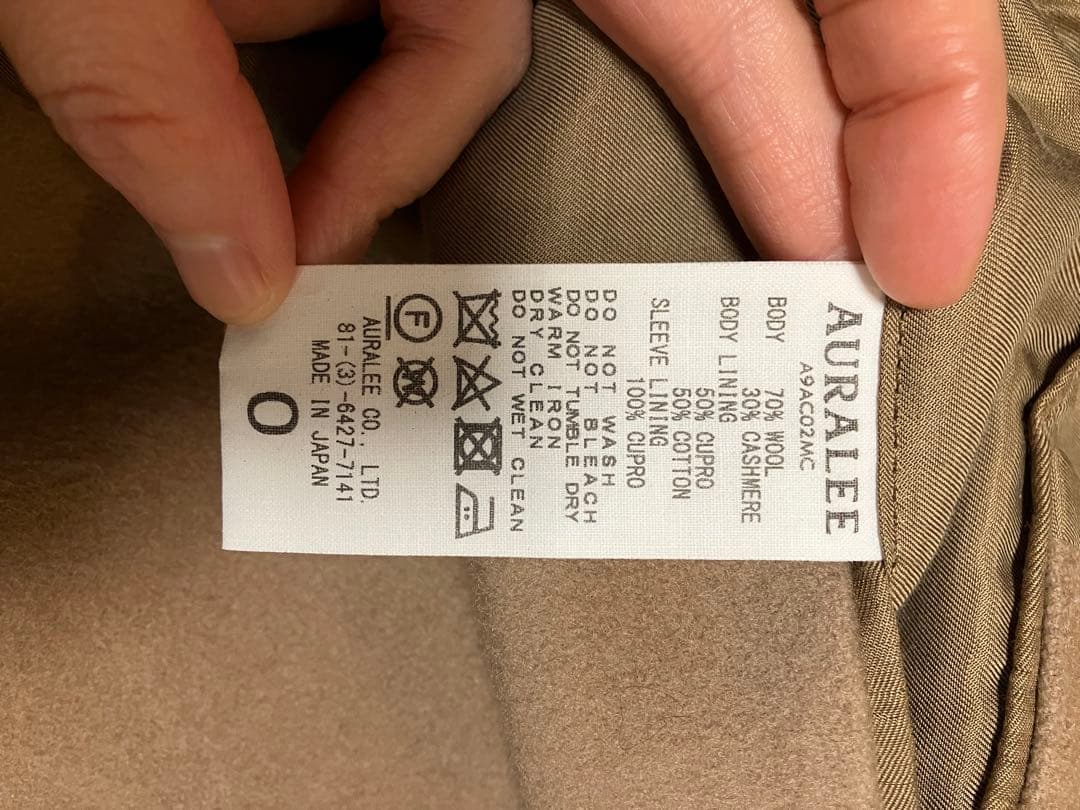 AURALEE
A9AC02MC
BODY 70% WOOL
30% CASHMERE
BODY LINING
50% CUPRO
50% COTTON
SLEEVE LINING
100% CUPRO
DO NOT WASH
DO NOT BLEACH
DO NOT TUMBLE DRY
WARM IRON
DRY CLEAN
DO NOT WET CLEAN
F W
AURALEE CO., LTD.
81-(3)-6427-7141
MADE IN JAPAN
0